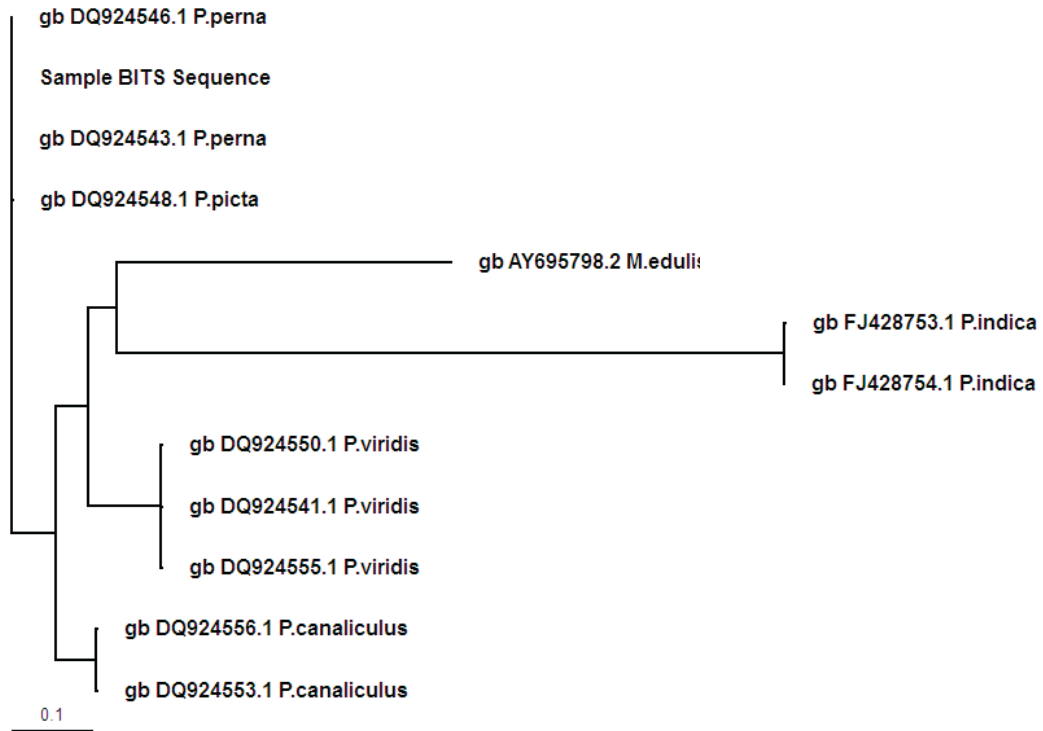 gb DQ924546.1 P.perna
Sample BITS Sequence
gb DQ924543.1 P.perna
gb DQ924548.1 P.picta
gb AY695798.2 M.edulis
gb FJ428753.1 P.indica
gb FJ428754.1 P.indica
gb DQ924550.1 P.viridis
gb DQ924541.1 P.viridis
gb DQ924555.1 P.viridis
gb DQ924556.1 P.canaliculus
gb DQ924553.1 P.canaliculus
0.1